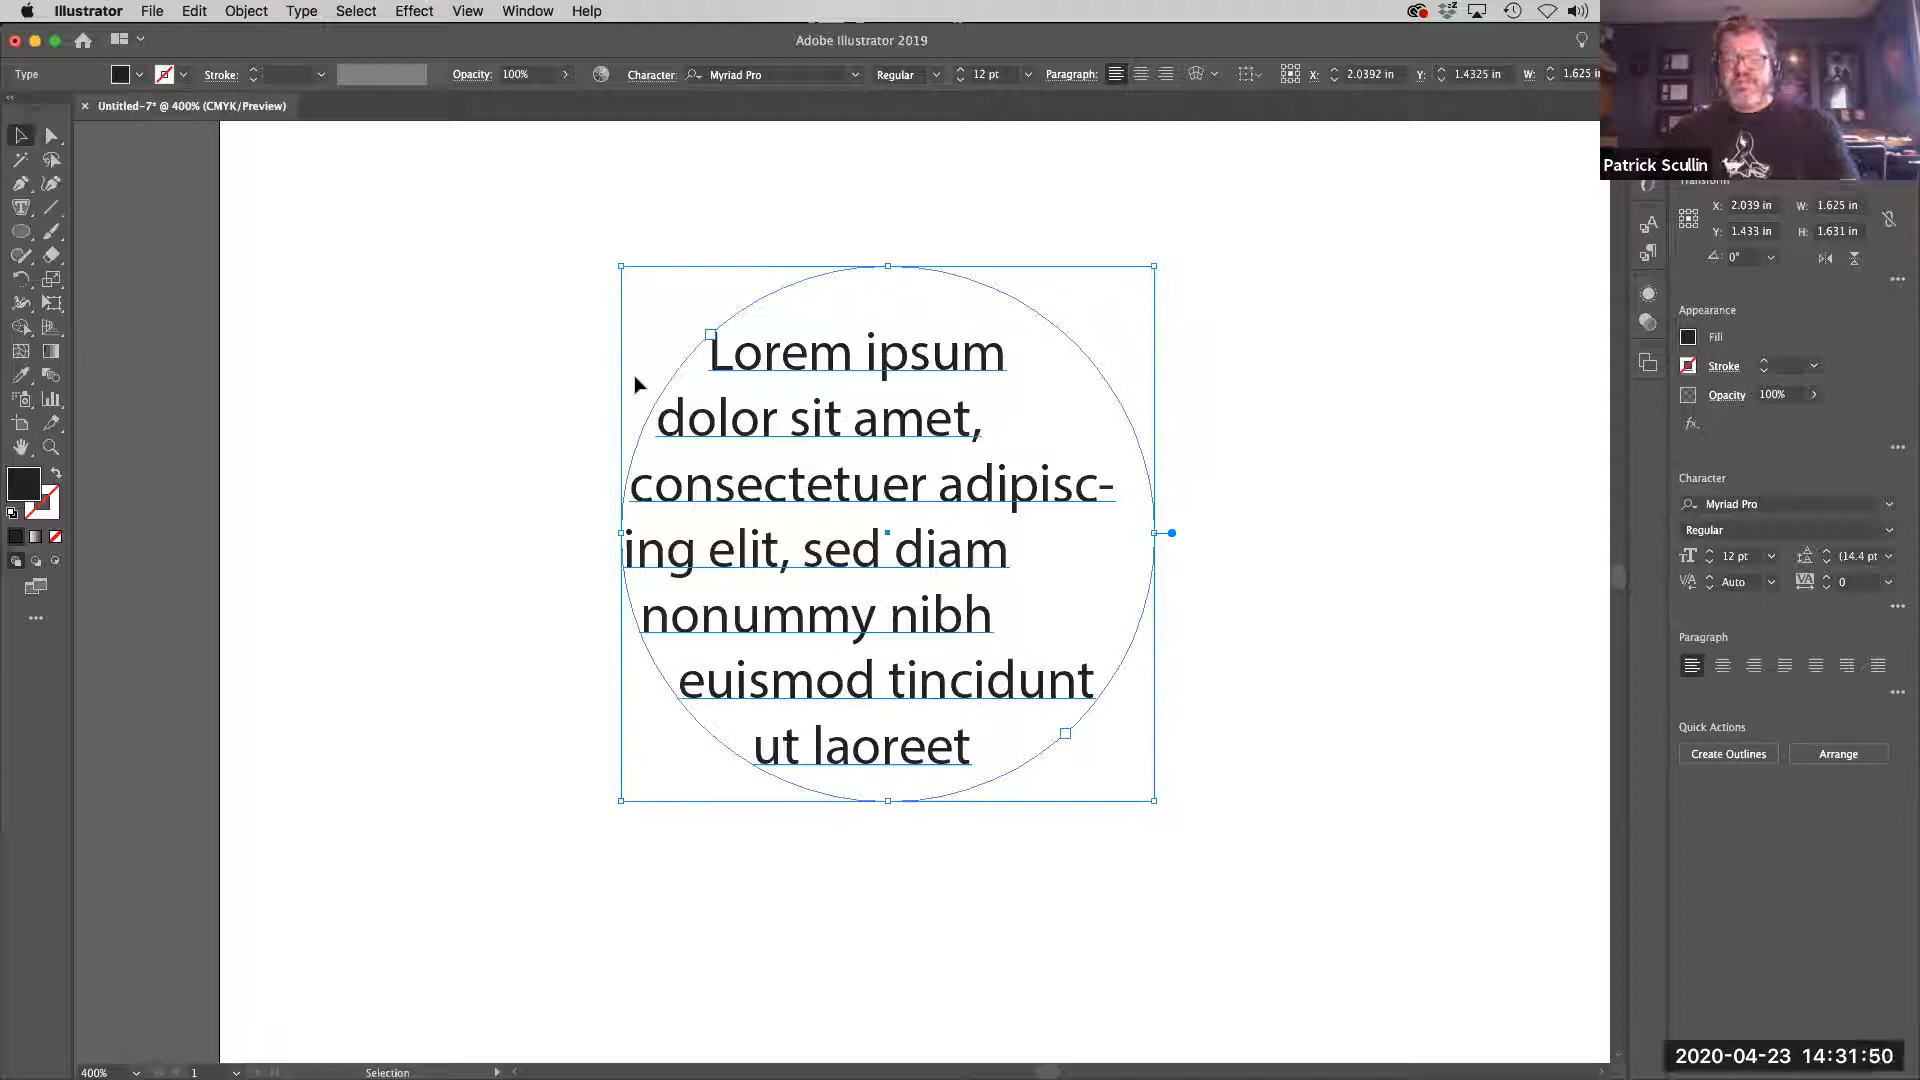 Illustrator File Edit Object Type Select Effect View Window Help
Adobe Illustrator 2019
Type Stroke: Opacity: 100% Character: Myriad Pro Regular 12 pt Paragraph: X: 2.0392 in Y: 1.4325 in W: 1.625 in
Untitled-7* @ 400% (CMYK/Preview)
Patrick Scullin
Transform
X: 2.039 in W: 1.625 in
Y: 1.433 in H: 1.631 in
0°
Appearance
Fill
Stroke
Opacity 100%
fx
Character
Myriad Pro
Regular
12 pt (14.4 pt
Auto 0
Paragraph
Quick Actions
Create Outlines Arrange
Lorem ipsum
dolor sit amet,
consectetuer adipisc-
ing elit, sed diam
nonummy nibh
euismod tincidunt
ut laoreet
400% 1 Selection
2020-04-23 14:31:50